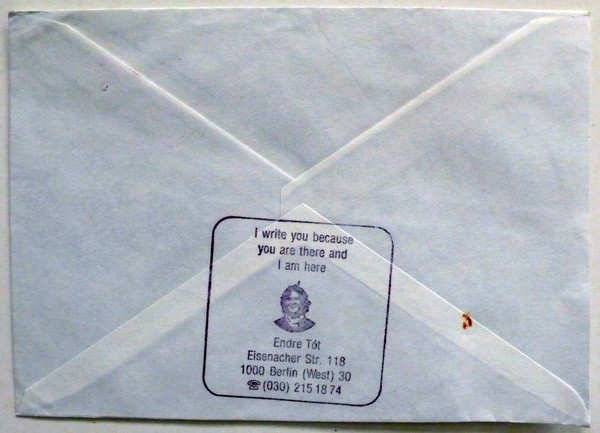 I write you because
you are there and
I am here
Endre Tót
Eisenacher Str. 118
1000 Berlin (West) 30
☏ (030) 215 18 74